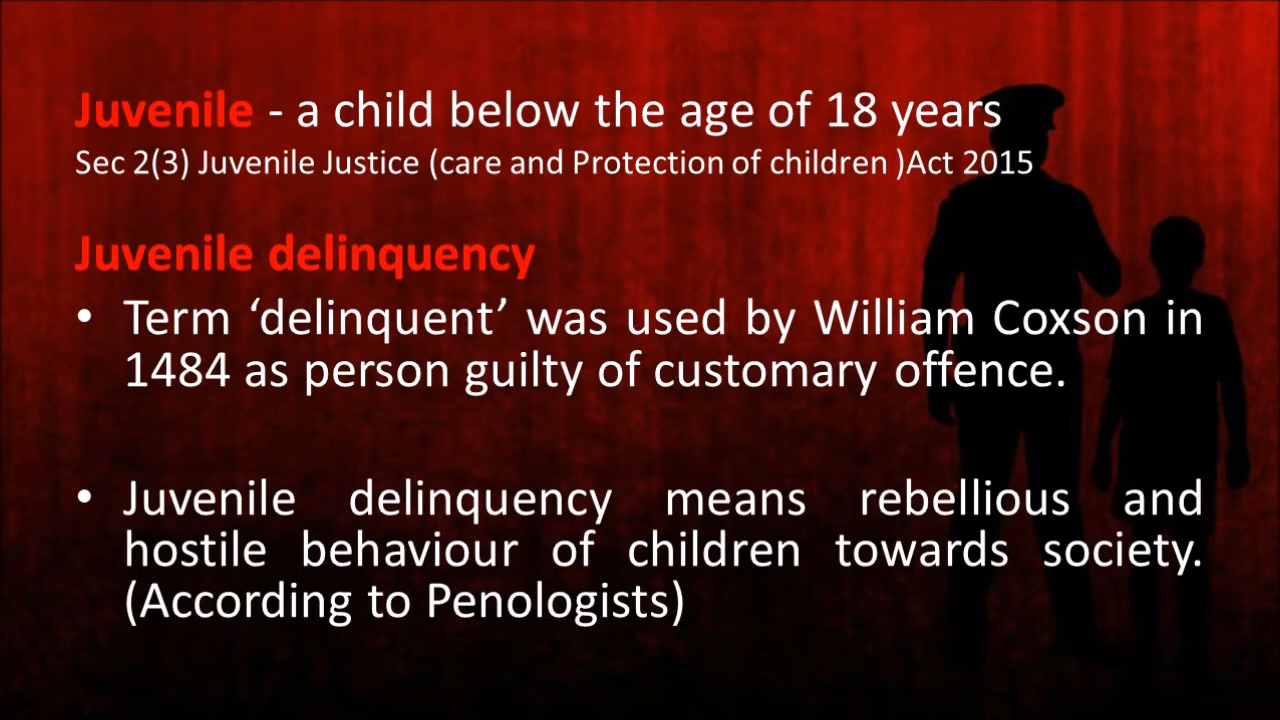 Juvenile - a child below the age of 18 years
Sec 2(3) Juvenile Justice (care and Protection of children )Act 2015
Juvenile delinquency
• Term ‘delinquent’ was used by William Coxson in
1484 as person guilty of customary offence.
• Juvenile delinquency means rebellious and
hostile behaviour of children towards society.
(According to Penologists)